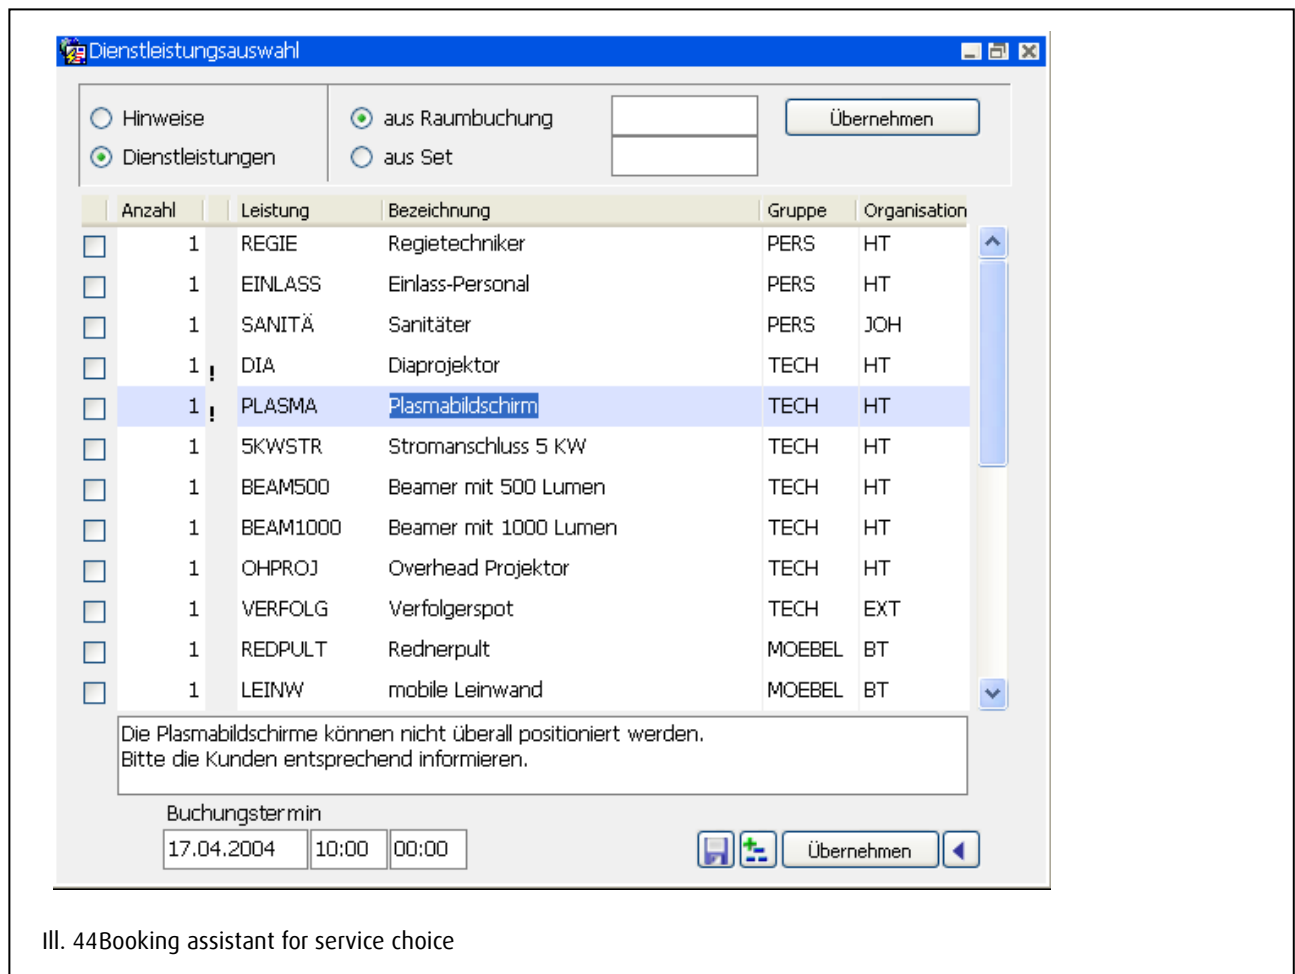 Dienstleistungsauswahl
Hinweise aus Raumbuchung Übernehmen
Dienstleistungen aus Set
Anzahl Leistung Bezeichnung Gruppe Organisation
1 REGIE Regietechniker PERS HT
1 EINLASS Einlass-Personal PERS HT
1 SANITÄ Sanitäter PERS JOH
1 ! DIA Diaprojektor TECH HT
1 ! PLASMA Plasmabildschirm TECH HT
1 5KWSTR Stromanschluss 5 KW TECH HT
1 BEAM500 Beamer mit 500 Lumen TECH HT
1 BEAM1000 Beamer mit 1000 Lumen TECH HT
1 OHPROJ Overhead Projektor TECH HT
1 VERFOLG Verfolgerspot TECH EXT
1 REDPULT Rednerpult MOEBEL BT
1 LEINW mobile Leinwand MOEBEL BT
Die Plasmabildschirme können nicht überall positioniert werden.
Bitte die Kunden entsprechend informieren.
Buchungstermin
17.04.2004 10:00 00:00 Übernehmen
Ill. 44Booking assistant for service choice